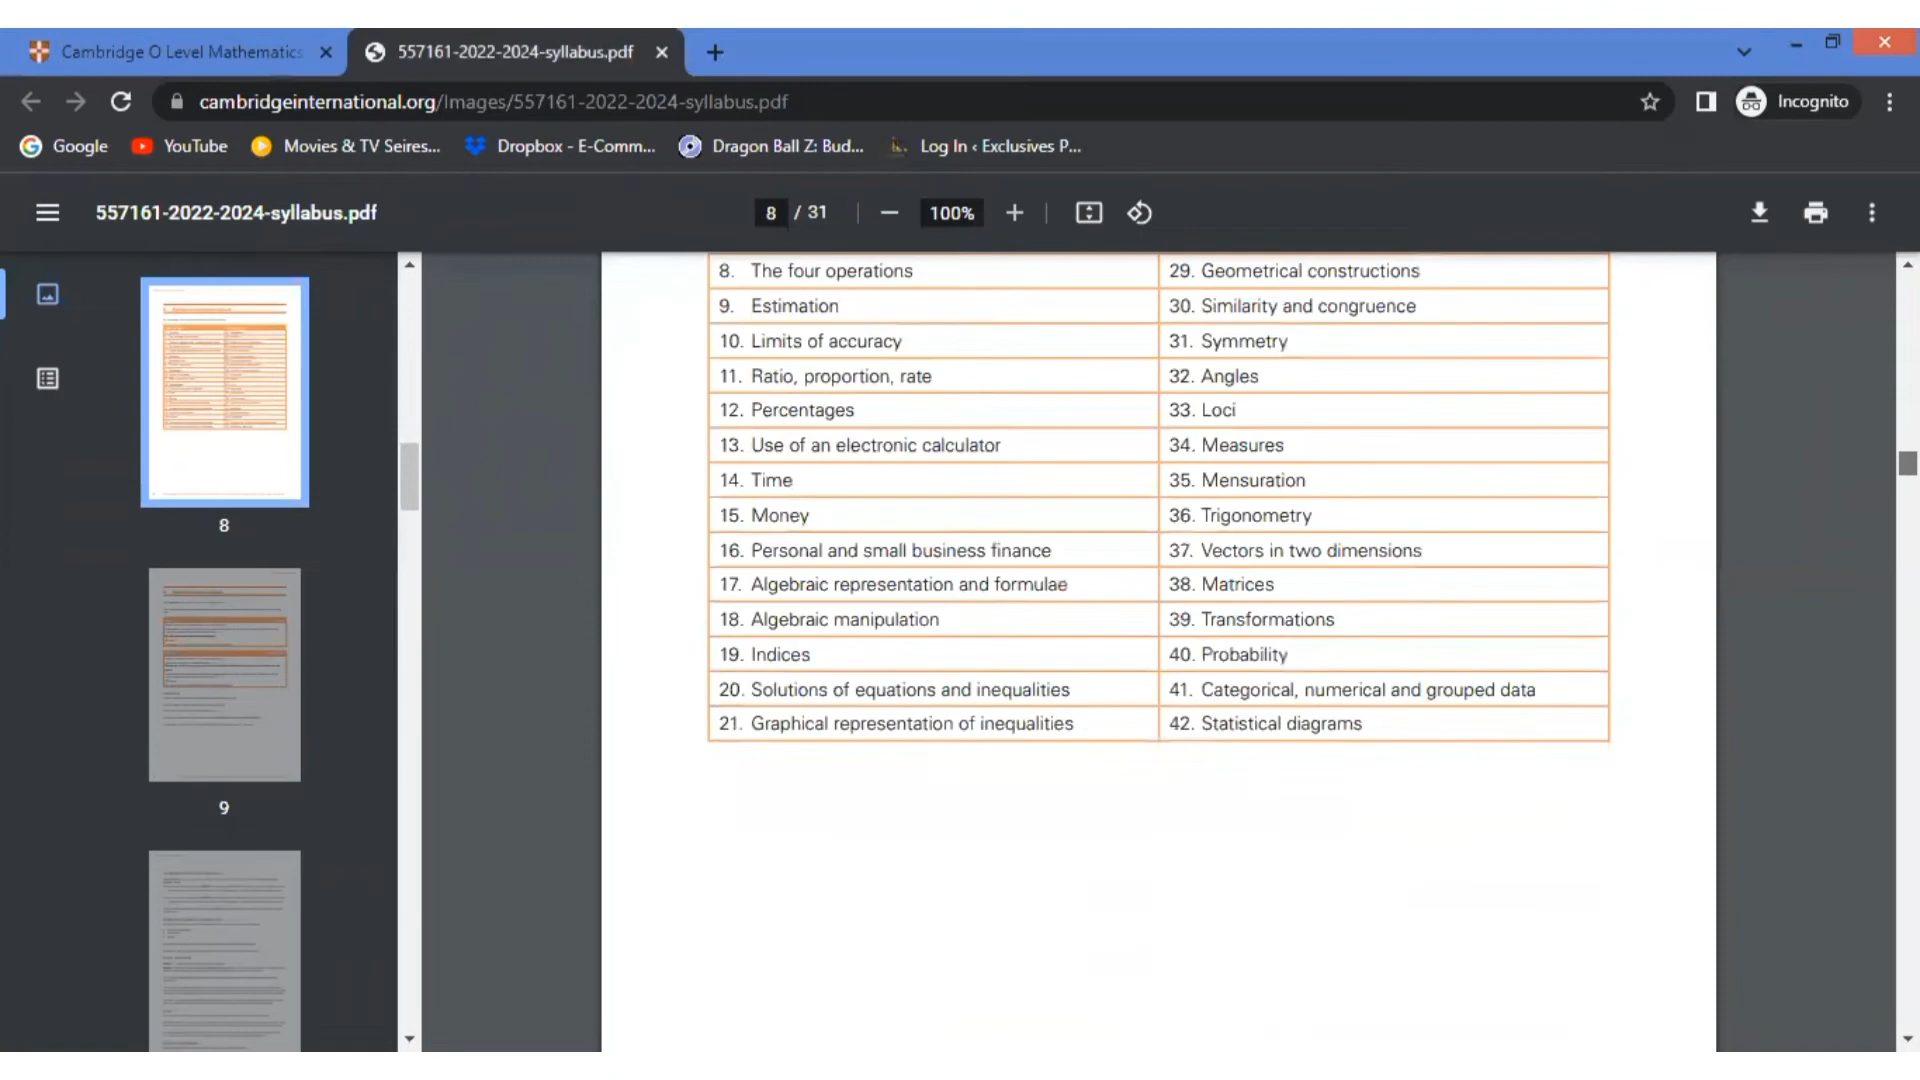 Cambridge O Level Mathematics
557161-2022-2024-syllabus.pdf
cambridgeinternational.org/Images/557161-2022-2024-syllabus.pdf
Incognito
Google
YouTube
Movies & TV Seires...
Dropbox - E-Comm...
Dragon Ball Z: Bud...
Log In ‹ Exclusives P...
557161-2022-2024-syllabus.pdf
8 / 31
100%
8. The four operations
29. Geometrical constructions
9. Estimation
30. Similarity and congruence
10. Limits of accuracy
31. Symmetry
11. Ratio, proportion, rate
32. Angles
12. Percentages
33. Loci
13. Use of an electronic calculator
34. Measures
14. Time
35. Mensuration
15. Money
36. Trigonometry
16. Personal and small business finance
37. Vectors in two dimensions
17. Algebraic representation and formulae
38. Matrices
18. Algebraic manipulation
39. Transformations
19. Indices
40. Probability
20. Solutions of equations and inequalities
41. Categorical, numerical and grouped data
21. Graphical representation of inequalities
42. Statistical diagrams
8
9